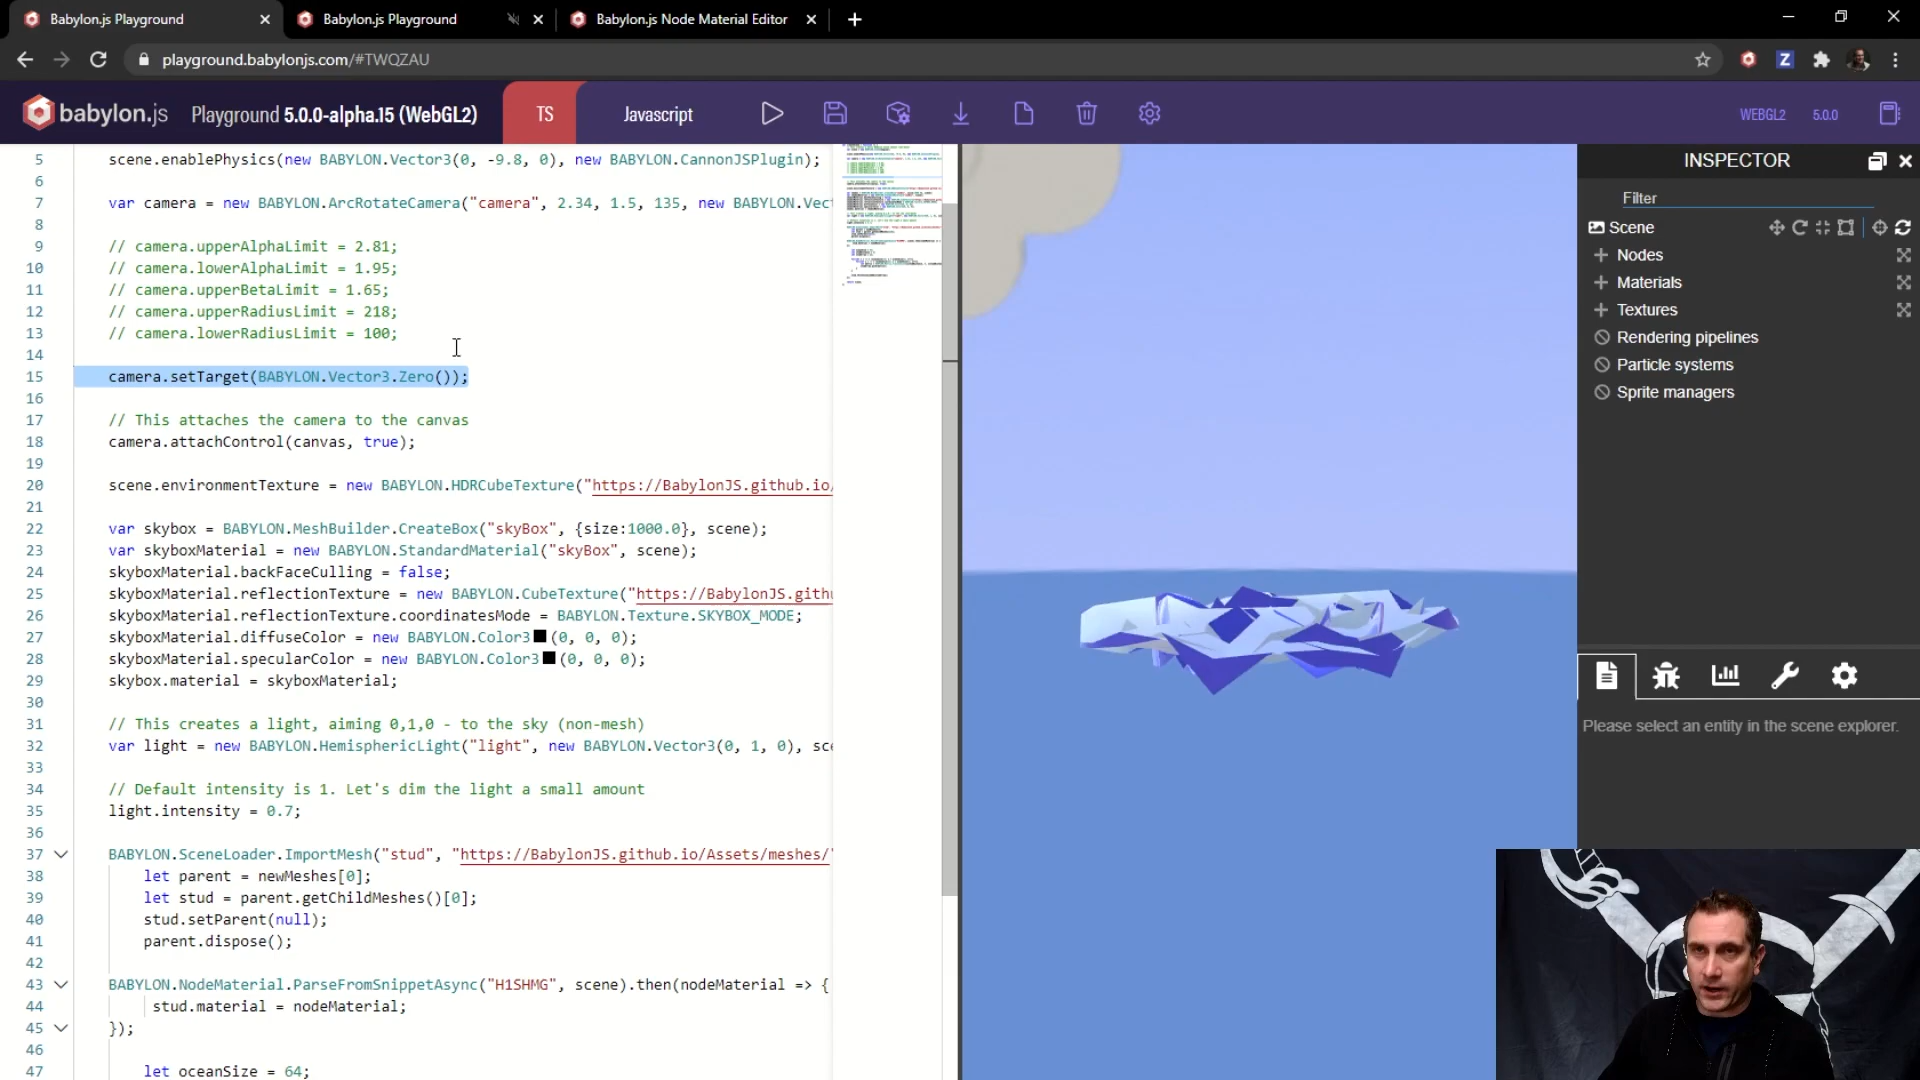 Babylon.js Playground
Babylon.js Playground
Babylon.js Node Material Editor
playground.babylonjs.com/#TWQZAU
Z
babylon.js
Playground 5.0.0-alpha.15 (WebGL2)
TS
Javascript
WEBGL2
5.0.0
5 scene.enablePhysics(new BABYLON.Vector3(0, -9.8, 0), new BABYLON.CannonJSPlugin);
6
7 var camera = new BABYLON.ArcRotateCamera("camera", 2.34, 1.5, 135, new BABYLON.Vect
8
9 // camera.upperAlphaLimit = 2.81;
10 // camera.lowerAlphaLimit = 1.95;
11 // camera.upperBetaLimit = 1.65;
12 // camera.upperRadiusLimit = 218;
13 // camera.lowerRadiusLimit = 100;
14
15 camera.setTarget(BABYLON.Vector3.Zero());
16
17 // This attaches the camera to the canvas
18 camera.attachControl(canvas, true);
19
20 scene.environmentTexture = new BABYLON.HDRCubeTexture("https://BabylonJS.github.io/
21
22 var skybox = BABYLON.MeshBuilder.CreateBox("skyBox", {size:1000.0}, scene);
23 var skyboxMaterial = new BABYLON.StandardMaterial("skyBox", scene);
24 skyboxMaterial.backFaceCulling = false;
25 skyboxMaterial.reflectionTexture = new BABYLON.CubeTexture("https://BabylonJS.githu
26 skyboxMaterial.reflectionTexture.coordinatesMode = BABYLON.Texture.SKYBOX_MODE;
27 skyboxMaterial.diffuseColor = new BABYLON.Color3(0, 0, 0);
28 skyboxMaterial.specularColor = new BABYLON.Color3(0, 0, 0);
29 skybox.material = skyboxMaterial;
30
31 // This creates a light, aiming 0,1,0 - to the sky (non-mesh)
32 var light = new BABYLON.HemisphericLight("light", new BABYLON.Vector3(0, 1, 0), sce
33
34 // Default intensity is 1. Let's dim the light a small amount
35 light.intensity = 0.7;
36
37 BABYLON.SceneLoader.ImportMesh("stud", "https://BabylonJS.github.io/Assets/meshes/"
38 let parent = newMeshes[0];
39 let stud = parent.getChildMeshes()[0];
40 stud.setParent(null);
41 parent.dispose();
42
43 BABYLON.NodeMaterial.ParseFromSnippetAsync("H1SHMG", scene).then(nodeMaterial => {
44 stud.material = nodeMaterial;
45 });
46
47 let oceanSize = 64;
INSPECTOR
Filter
Scene
Nodes
Materials
Textures
Rendering pipelines
Particle systems
Sprite managers
Please select an entity in the scene explorer.